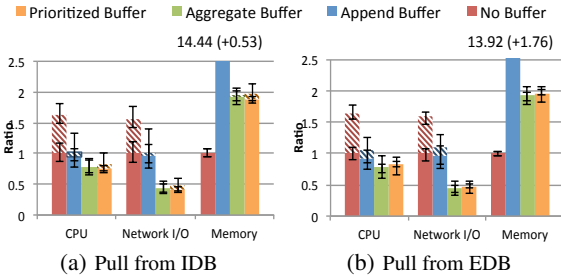 Prioritized Buffer Aggregate Buffer Append Buffer No Buffer
14.44 (+0.53)
2.5
2
1.5
1
0.5
0
Ratio
CPU Network I/O Memory
(a) Pull from IDB
13.92 (+1.76)
2.5
2
1.5
1
0.5
0
Ratio
CPU Network I/O Memory
(b) Pull from EDB